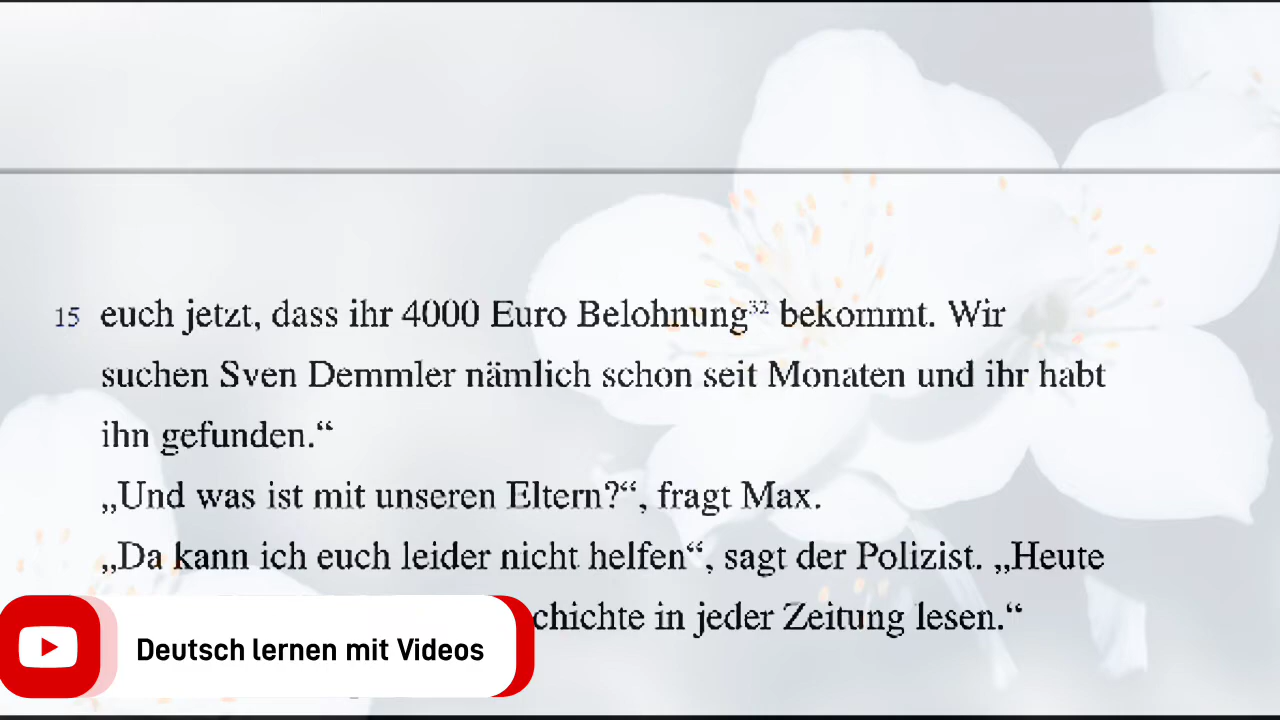 15 euch jetzt, dass ihr 4000 Euro Belohnung³² bekommt. Wir
suchen Sven Demmler nämlich schon seit Monaten und ihr habt
ihn gefunden.“
„Und was ist mit unseren Eltern?“, fragt Max.
„Da kann ich euch leider nicht helfen“, sagt der Polizist. „Heute
chichte in jeder Zeitung lesen.“
Deutsch lernen mit Videos